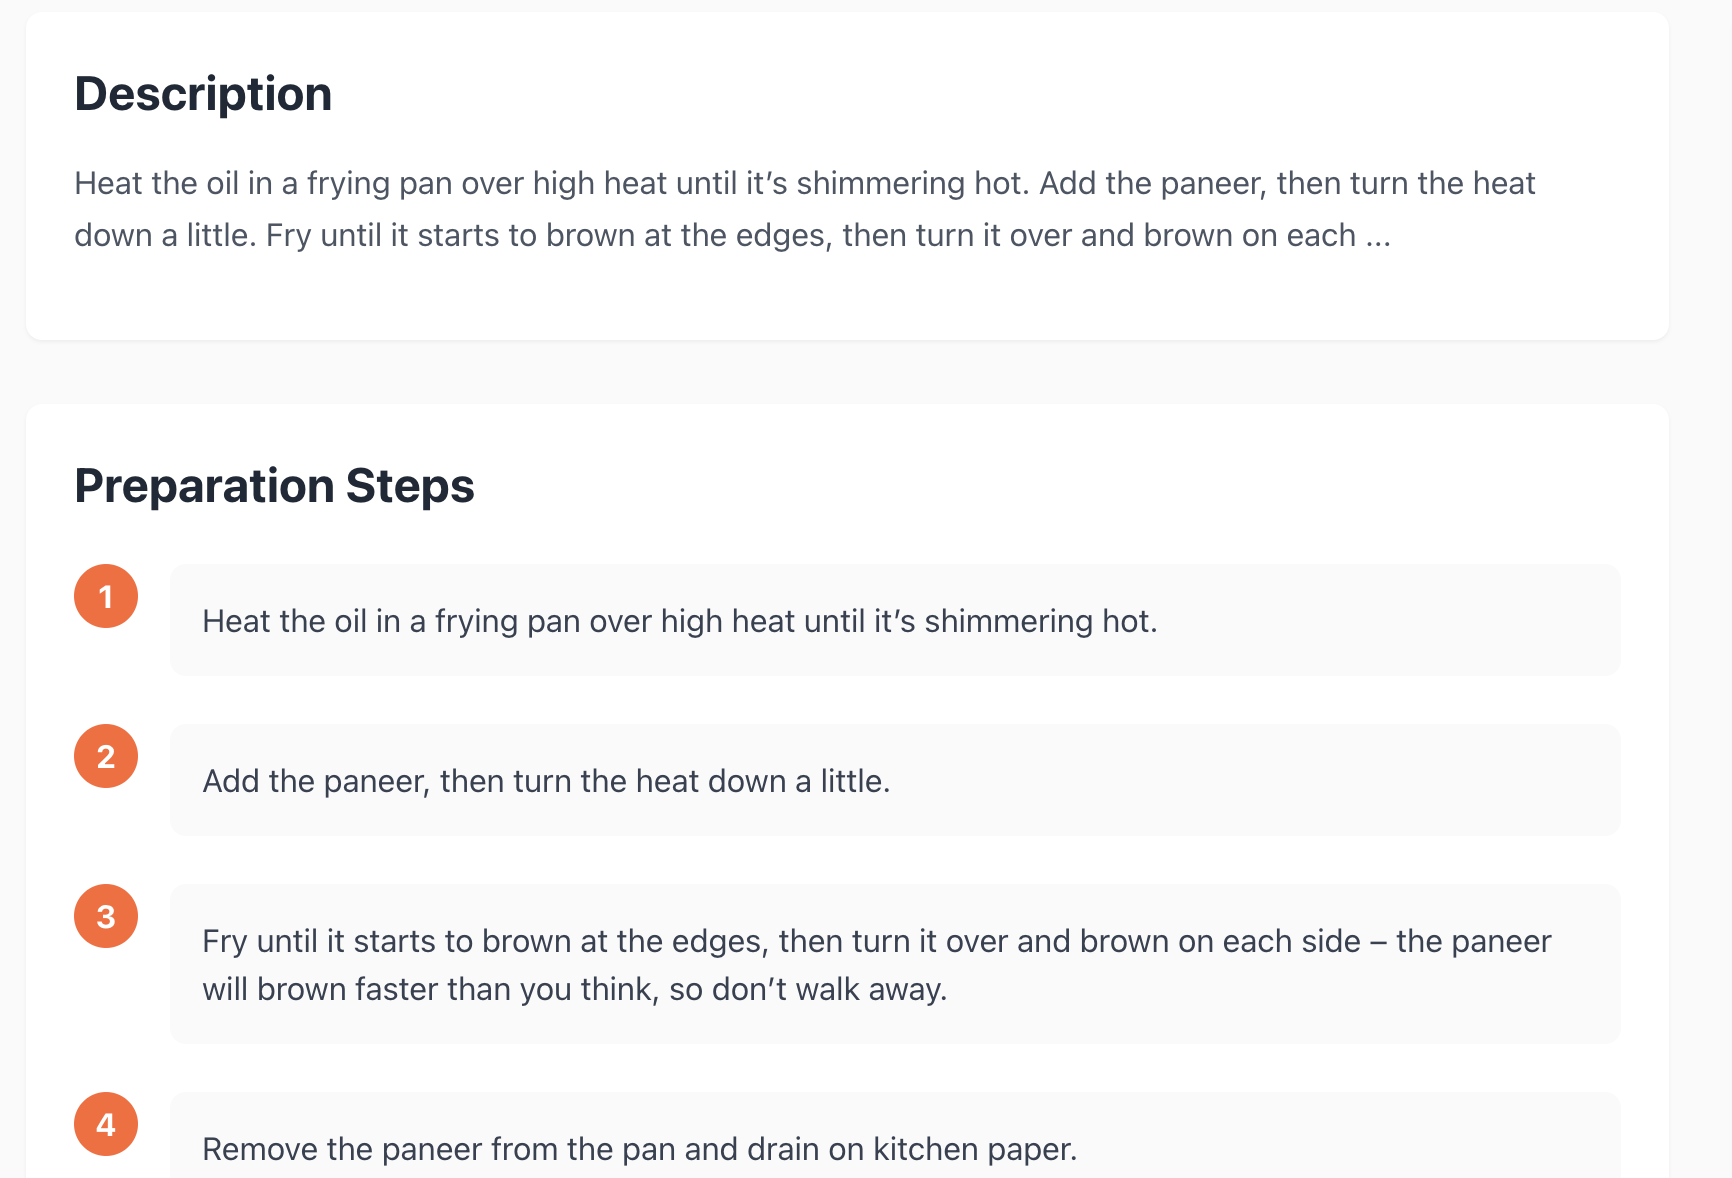 Description
Heat the oil in a frying pan over high heat until it’s shimmering hot. Add the paneer, then turn the heat
down a little. Fry until it starts to brown at the edges, then turn it over and brown on each ...
Preparation Steps
1
Heat the oil in a frying pan over high heat until it’s shimmering hot.
2
Add the paneer, then turn the heat down a little.
3
Fry until it starts to brown at the edges, then turn it over and brown on each side – the paneer
will brown faster than you think, so don’t walk away.
4
Remove the paneer from the pan and drain on kitchen paper.